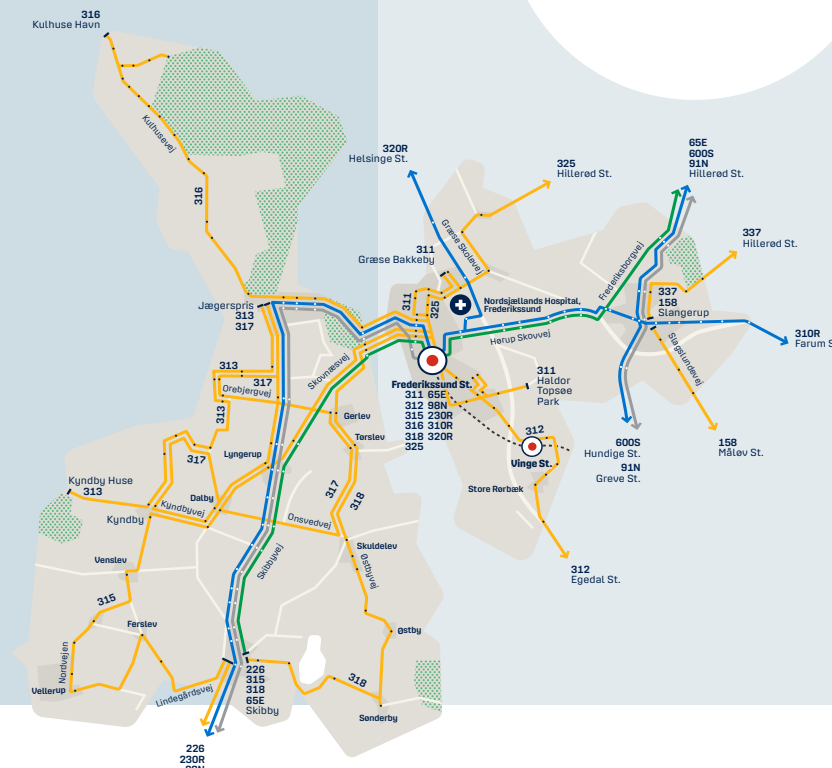 316
Kulhuse Havn
Kulhusevej
316
320R
Helsinge St.
325
Hillerød St.
65E
600S
91N
Hillerød St.
337
Hillerød St.
311
Græse Bakkeby
Græse Skolevej
311
325
Nordsjætlands Hospital,
Frederikssund
Frederiksborgvej
337
158
Slangerup
Slagslundevej
310R
Farum S
Hørup Skovvej
Jægerspris
313
317
Skovnæsvej
Frederikssund St.
311 65E
312 98N
315 230R
316 310R
318 320R
325
311
Haldor
Topsøe
Park
312
Vinge St.
Store Rørbæk
312
Egedal St.
600S
Hundige St.
91N
Greve St.
158
Måløv St.
313
317
Orebjergvej
313
Gerlev
Tørslev
317
Lyngerup
Kyndby Huse
313
Dalby
Kyndbyvej
Kyndby
317
318
Onsvedvej
Skuldelev
Østbyvej
Skibbyvej
Venslev
315
Ferslev
Nordvejen
Vellerup
Lindegårdsvej
226
315
318
65E
Skibby
318
Østby
Sønderby
226
230R